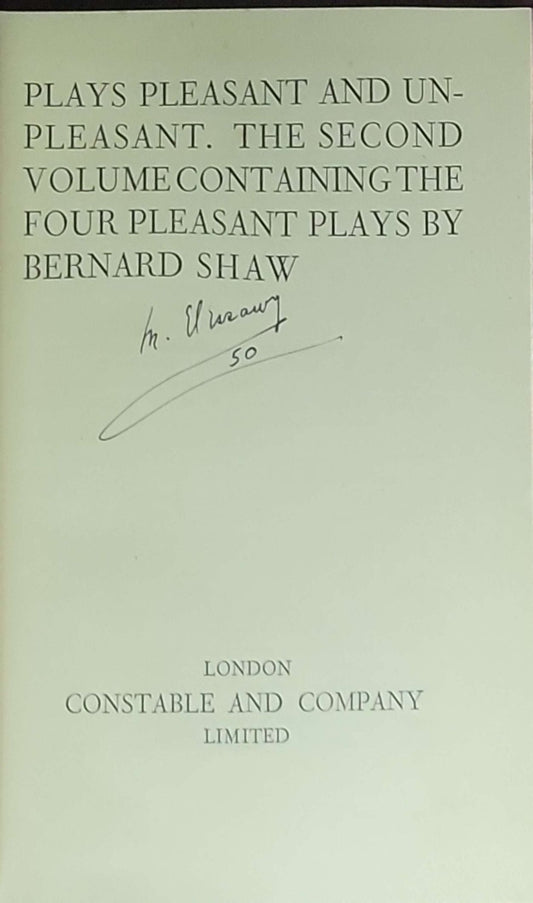 PLAYS PLEASANT AND UN-
PLEASANT. THE SECOND
VOLUME CONTAINING THE
FOUR PLEASANT PLAYS BY
BERNARD SHAW
M.
50
LONDON
CONSTABLE AND COMPANY
LIMITED